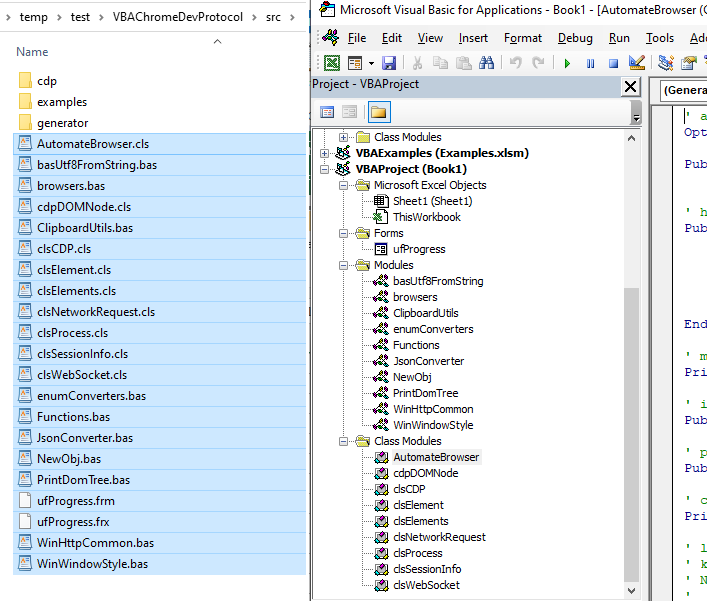 temp > test > VBAChromeDevProtocol > src >
Name
cdp
examples
generator
AutomateBrowser.cls
basUtf8FromString.bas
browsers.bas
cdpDOMNode.cls
ClipboardUtils.bas
clsCDP.cls
clsElement.cls
clsElements.cls
clsNetworkRequest.cls
clsProcess.cls
clsSessionInfo.cls
clsWebSocket.cls
enumConverters.bas
Functions.bas
JsonConverter.bas
NewObj.bas
PrintDomTree.bas
ufProgress.frm
ufProgress.frx
WinHttpCommon.bas
WinWindowStyle.bas
Microsoft Visual Basic for Applications - Book1 - [AutomateBrowser (C
File Edit View Insert Format Debug Run Tools Ad
Project - VBAProject
Class Modules
VBAExamples (Examples.xlsm)
VBAProject (Book1)
Microsoft Excel Objects
Sheet1 (Sheet1)
ThisWorkbook
Forms
ufProgress
Modules
basUtf8FromString
browsers
ClipboardUtils
enumConverters
Functions
JsonConverter
NewObj
PrintDomTree
WinHttpCommon
WinWindowStyle
Class Modules
AutomateBrowser
cdpDOMNode
clsCDP
clsElement
clsElements
clsNetworkRequest
clsProcess
clsSessionInfo
clsWebSocket
(Genera
' a
Opt
Pub
' h
Pub
End
' m
Pri
' i
Pub
' p
Pub
' c
Pri
' l
' k
' N
'